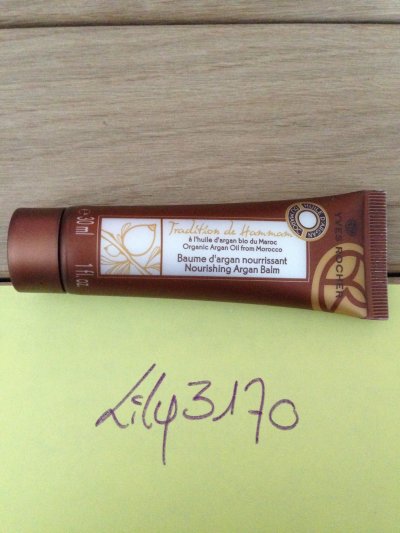 Tradition de Hammam
à l'huile d'argan bio du Maroc
Organic Argan Oil from Morocco
Baume d'argan nourrissant
Nourishing Argan Balm
e 30 ml
1 fl.oz
YVES ROCHER
Lily3170